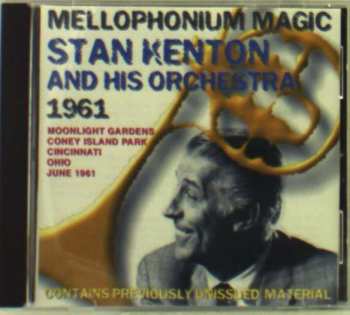 MELLOPHONIUM MAGIC
STAN KENTON
AND HIS ORCHESTRA
1961
MOONLIGHT GARDENS
CONEY ISLAND PARK
CINCINNATI
OHIO
JUNE 1961
CONTAINS PREVIOUSLY UNISSUED MATERIAL